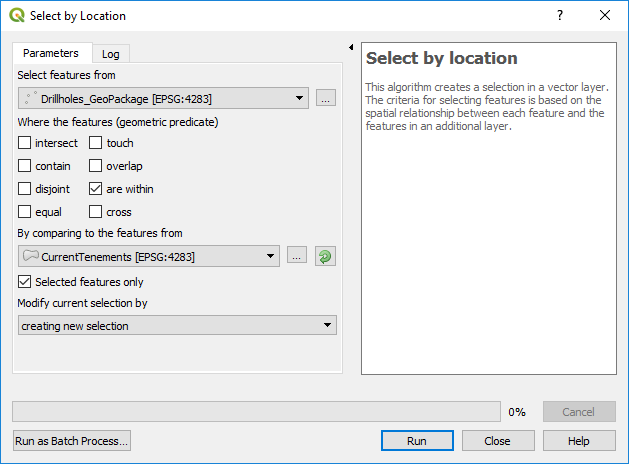 Select by Location
Parameters
Log
Select features from
Drillholes_GeoPackage [EPSG:4283]
...
Where the features (geometric predicate)
intersect
touch
contain
overlap
disjoint
are within
equal
cross
By comparing to the features from
CurrentTenements [EPSG:4283]
...
Selected features only
Modify current selection by
creating new selection
Select by location
This algorithm creates a selection in a vector layer.
The criteria for selecting features is based on the
spatial relationship between each feature and the
features in an additional layer.
0%
Cancel
Run as Batch Process...
Run
Close
Help